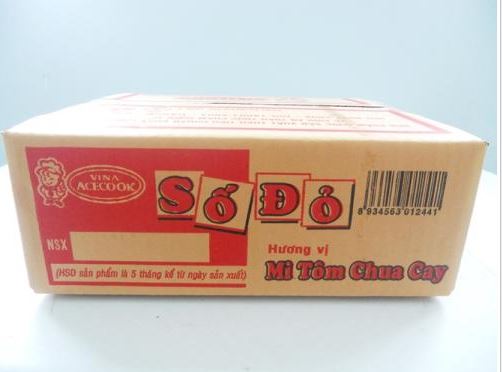 VINA
ACECOOK
Số Đỏ
8 934563 012441
NSX
Hương vị
Mì Tôm Chua Cay
(HSD sản phẩm là 5 tháng kể từ ngày sản xuất)